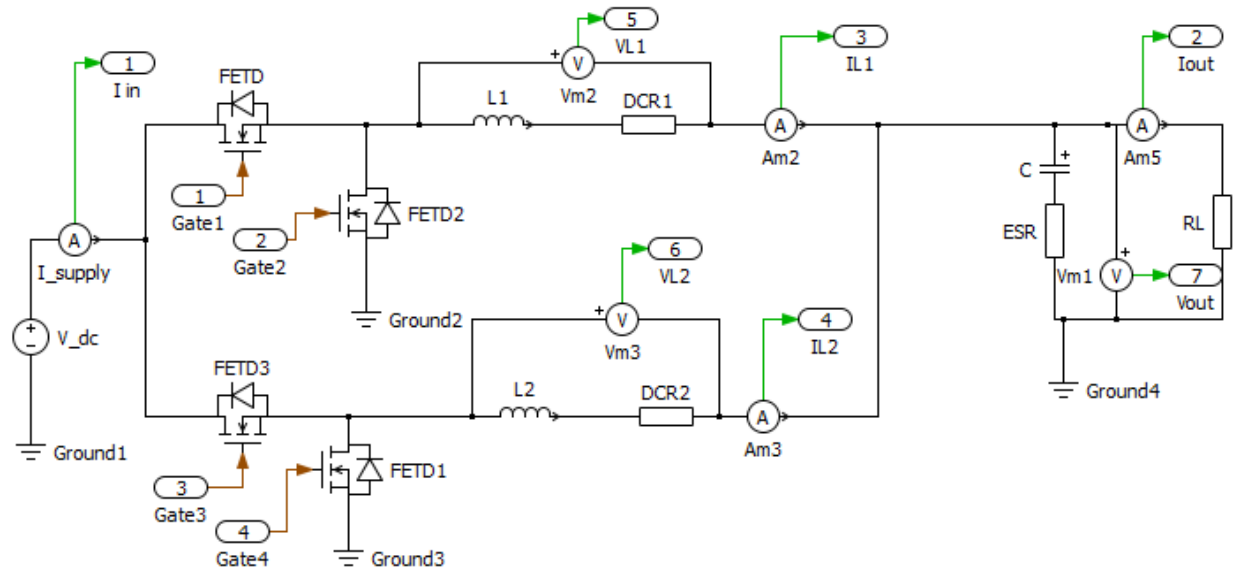 5
VL1
+
V
Vm2
3
IL1
2
Iout
1
I in
FETD
L1
DCR1
A
Am2
A
Am5
+
C
1
Gate1
FETD2
ESR
RL
2
Gate2
6
VL2
A
I_supply
+
V
Vm1
7
Vout
Ground2
+
V
Vm3
4
IL2
+
−
V_dc
FETD3
L2
DCR2
Ground4
A
Am3
Ground1
FETD1
3
Gate3
4
Gate4
Ground3